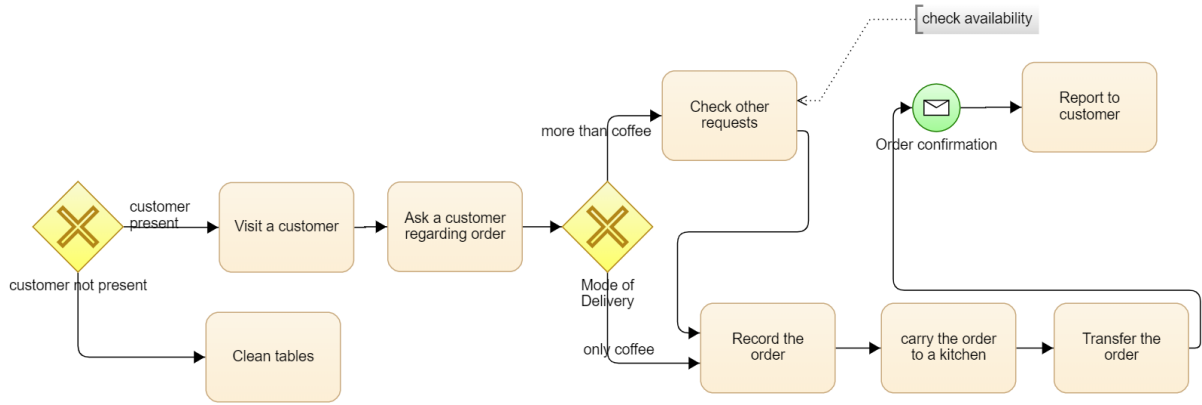 check availability
Check other
requests
Report to
customer
more than coffee
Order confirmation
customer
present
Visit a customer
Ask a customer
regarding order
customer not present
Mode of
Delivery
Clean tables
only coffee
Record the
order
carry the order
to a kitchen
Transfer the
order